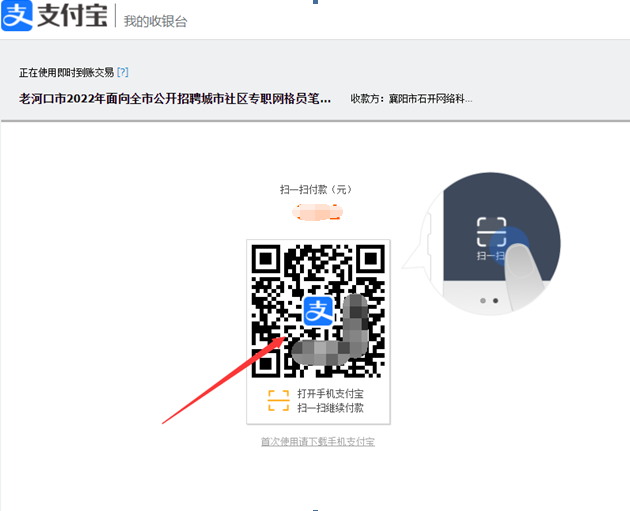 支付宝 | 我的收银台
正在使用即时到账交易 [?]
老河口市2022年面向全市公开招聘城市社区专职网格员笔... 收款方：襄阳市石开网络科...
扫一扫付款（元）
扫一扫
支
打开手机支付宝
扫一扫继续付款
首次使用请下载手机支付宝